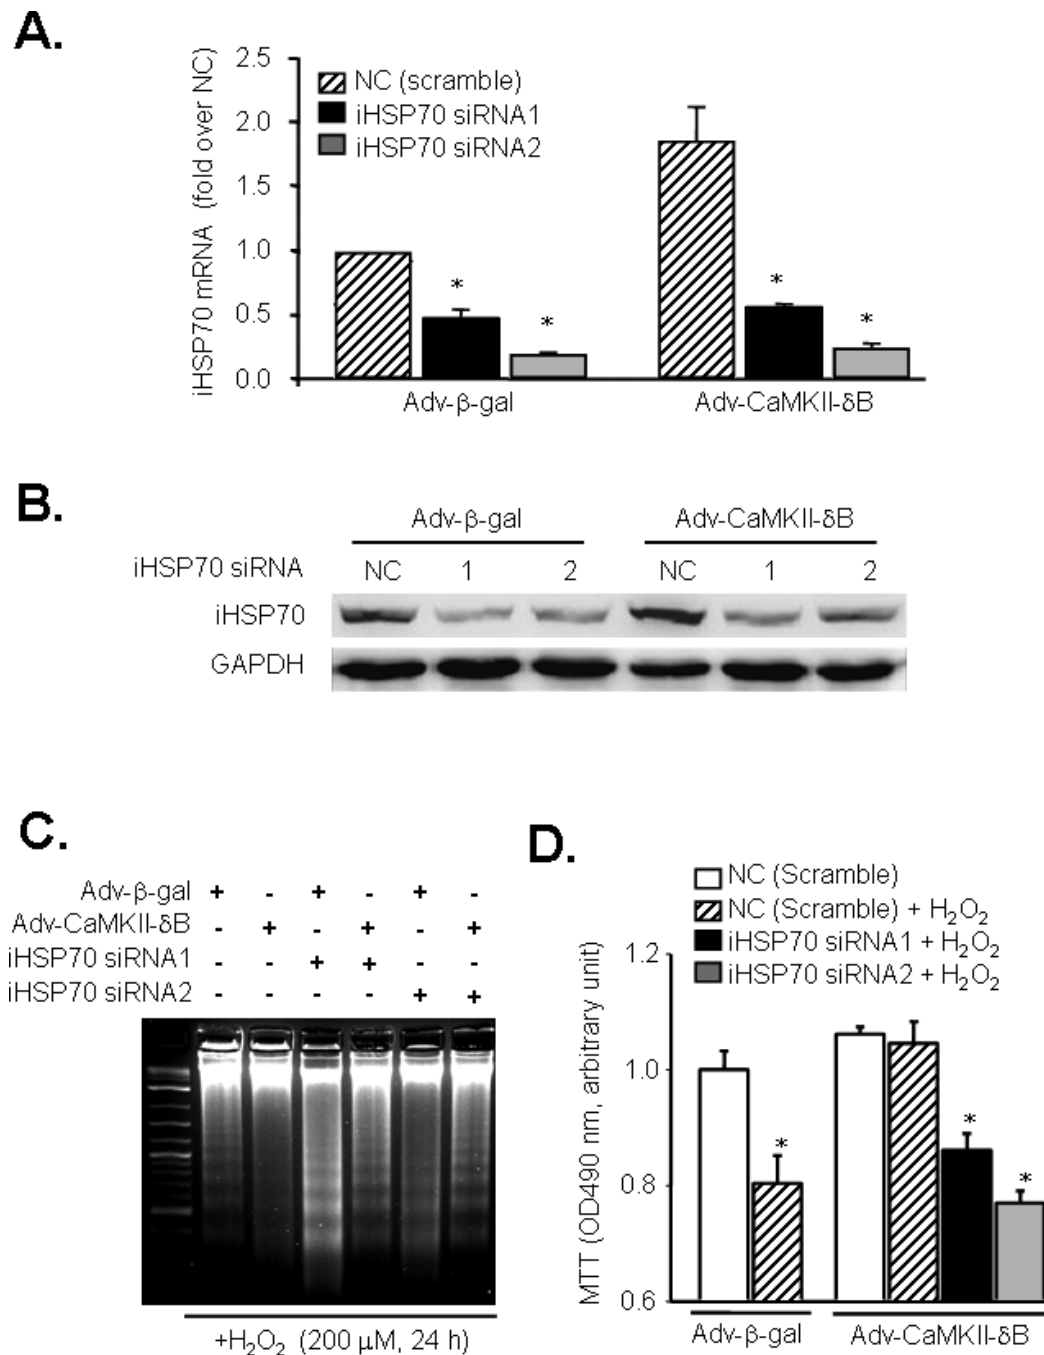 A.
iHSP70 mRNA (fold over NC)
2.5
2.0
1.5
1.0
0.5
0.0
NC (scramble)
iHSP70 siRNA1
iHSP70 siRNA2
* * * *
Adv-β-gal Adv-CaMKII-δB
B.
Adv-β-gal Adv-CaMKII-δB
iHSP70 siRNA NC 1 2 NC 1 2
iHSP70
GAPDH
C.
Adv-β-gal + - + - + -
Adv-CaMKII-δB - + - + - +
iHSP70 siRNA1 - - + + - -
iHSP70 siRNA2 - - - - + +
+H₂O₂ (200 μM, 24 h)
D.
NC (Scramble)
NC (Scramble) + H₂O₂
iHSP70 siRNA1 + H₂O₂
iHSP70 siRNA2 + H₂O₂
MTT (OD490 nm, arbitrary unit)
1.2
1.0
0.8
0.6
* * *
Adv-β-gal Adv-CaMKII-δB